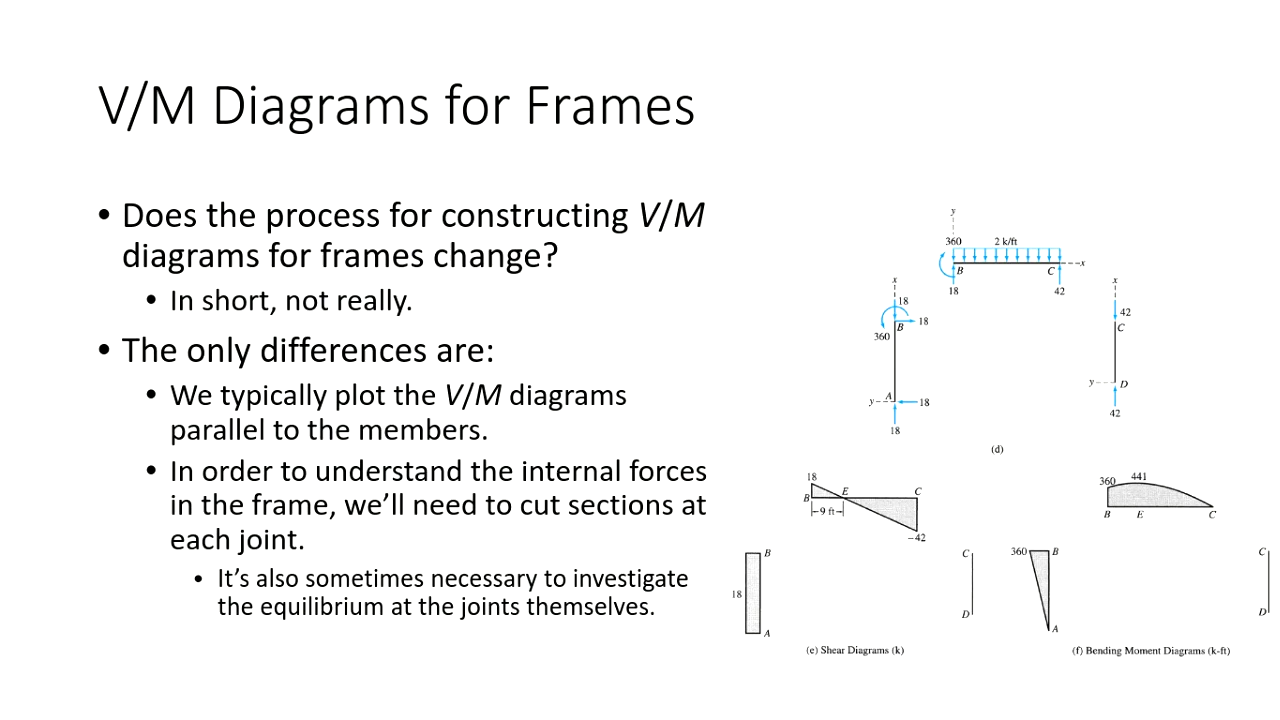 V/M Diagrams for Frames
• Does the process for constructing V/M
diagrams for frames change?
• In short, not really.
• The only differences are:
• We typically plot the V/M diagrams
parallel to the members.
• In order to understand the internal forces
in the frame, we’ll need to cut sections at
each joint.
• It’s also sometimes necessary to investigate
the equilibrium at the joints themselves.
y
360 2 k/ft
x
B C
18 42
x
18
B 18
360
y A 18
18
x
42
C
y D
42
(d)
18
B E C
9 ft
−42
B
18
A
C
D
(e) Shear Diagrams (k)
360 441
B E C
360 B
A
C
D
(f) Bending Moment Diagrams (k-ft)